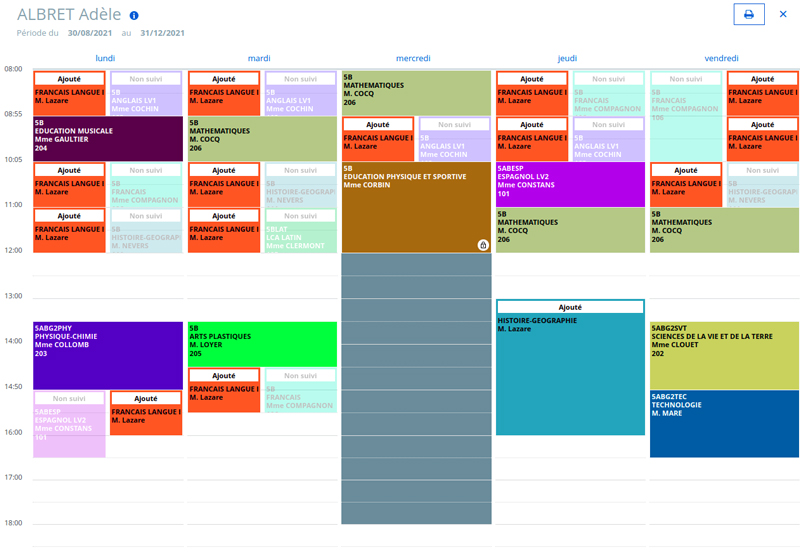 ALBRET Adèle
Période du 30/08/2021 au 31/12/2021
lundi mardi mercredi jeudi vendredi
08:00
08:55
10:05
11:00
12:00
13:00
14:00
14:50
16:00
17:00
18:00
Ajouté
FRANCAIS LANGUE
M. Lazare
Non suivi
5B
ANGLAIS LV1
Mme COCHIN
5B
EDUCATION MUSICALE
Mme GAULTIER
204
Ajouté
FRANCAIS LANGUE
M. Lazare
Non suivi
5B
FRANCAIS
Mme COMPAGNON
Ajouté
FRANCAIS LANGUE
M. Lazare
Non suivi
5B
HISTOIRE-GEOGRAP
M. NEVERS
5ABG2PHY
PHYSIQUE-CHIMIE
Mme COLLOMB
203
Non suivi
5ABESP
ESPAGNOL LV2
Mme CONSTANS
101
Ajouté
FRANCAIS LANGUE
M. Lazare
Ajouté
FRANCAIS LANGUE
M. Lazare
Non suivi
5B
ANGLAIS LV1
Mme COCHIN
5B
MATHEMATIQUES
M. COCQ
206
Ajouté
FRANCAIS LANGUE
M. Lazare
Non suivi
5B
HISTOIRE-GEOGRAP
M. NEVERS
Ajouté
FRANCAIS LANGUE
M. Lazare
Non suivi
5BLAT
LCA LATIN
Mme CLERMONT
5B
ARTS PLASTIQUES
M. LOYER
205
Ajouté
FRANCAIS LANGUE
M. Lazare
Non suivi
5B
FRANCAIS
Mme COMPAGNON
5B
MATHEMATIQUES
M. COCQ
206
Ajouté
FRANCAIS LANGUE
M. Lazare
Non suivi
5B
ANGLAIS LV1
Mme COCHIN
5B
EDUCATION PHYSIQUE ET SPORTIVE
Mme CORBIN
Ajouté
FRANCAIS LANGUE
M. Lazare
Non suivi
5B
FRANCAIS
Mme COMPAGNON
Ajouté
FRANCAIS LANGUE
M. Lazare
Non suivi
5B
ANGLAIS LV1
Mme COCHIN
5ABESP
ESPAGNOL LV2
Mme CONSTANS
101
5B
MATHEMATIQUES
M. COCQ
206
Ajouté
HISTOIRE-GEOGRAPHIE
M. Lazare
Non suivi
5B
FRANCAIS
Mme COMPAGNON
106
Ajouté
FRANCAIS LANGUE
M. Lazare
Ajouté
FRANCAIS LANGUE
M. Lazare
Ajouté
FRANCAIS LANGUE
M. Lazare
Non suivi
5B
HISTOIRE-GEOGRAP
M. NEVERS
5B
MATHEMATIQUES
M. COCQ
206
5ABG2SVT
SCIENCES DE LA VIE ET DE LA TERRE
Mme CLOUET
202
5ABG2TEC
TECHNOLOGIE
M. MARE